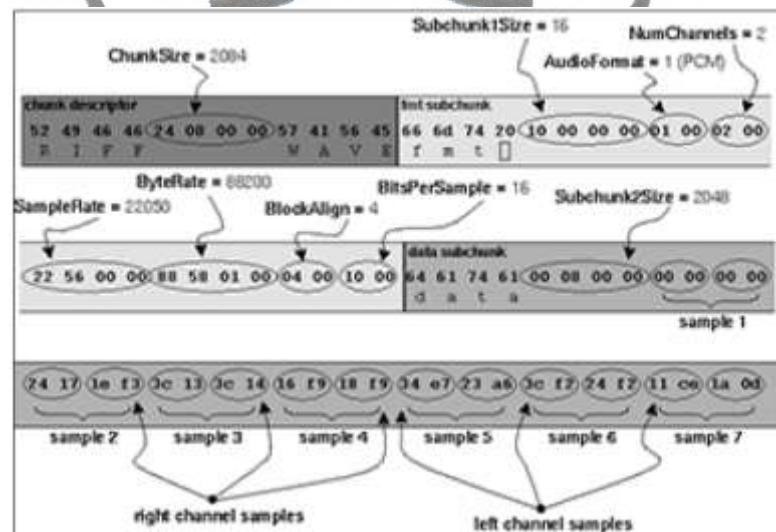 Subchunk1Size = 16
NumChannels = 2
ChunkSize = 2084
AudioFormat = 1 (PCM)
chunk descriptor
fmt subchunk
52 49 46 46 24 08 00 00 57 41 56 45 66 6d 74 20 10 00 00 00 01 00 02 00
R I F F W A V E f m t
ByteRate = 88200
BitsPerSample = 16
Subchunk2Size = 2048
SampleRate = 22050
BlockAlign = 4
data subchunk
22 56 00 00 88 58 01 00 04 00 10 00 64 61 74 61 00 08 00 00 00 00 00 00
d a t a
sample 1
24 17 1e f3 3c 13 3c 14 16 f9 18 f9 34 e7 23 a6 3c f2 24 f2 11 ce 1a 0d
sample 2 sample 3 sample 4 sample 5 sample 6 sample 7
right channel samples
left channel samples